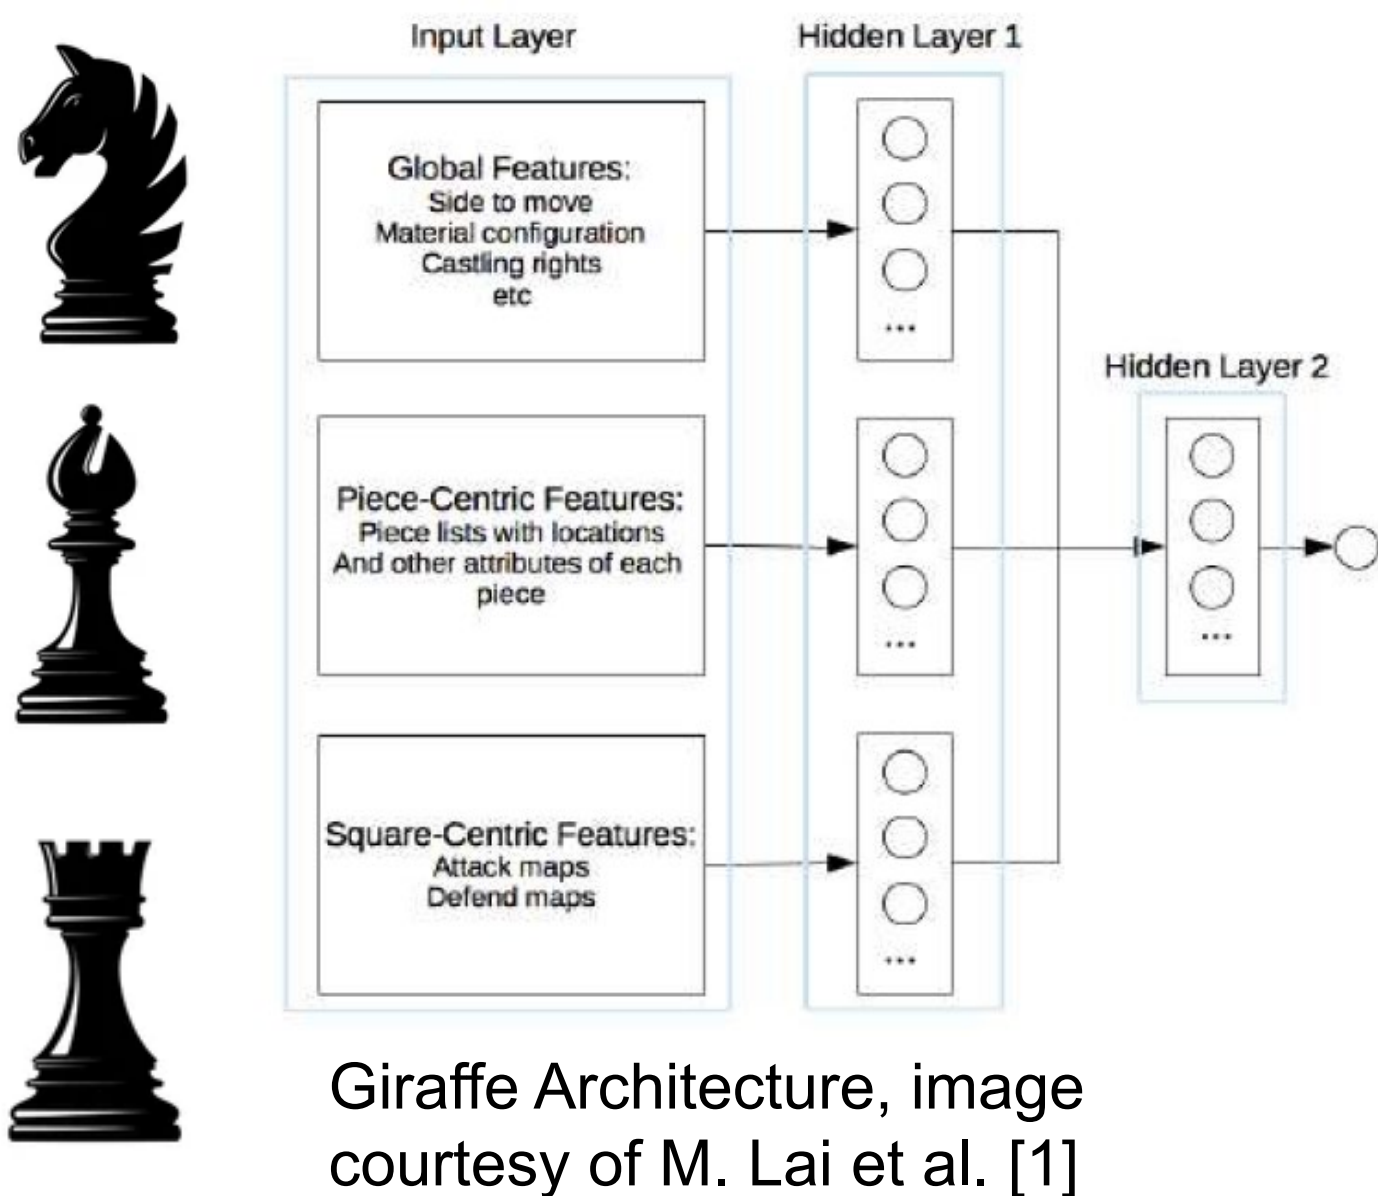 Input Layer
Hidden Layer 1
Global Features:
Side to move
Material configuration
Castling rights
etc
...
Hidden Layer 2
Piece-Centric Features:
Piece lists with locations
And other attributes of each
piece
...
...
Square-Centric Features:
Attack maps
Defend maps
...
Giraffe Architecture, image
courtesy of M. Lai et al. [1]